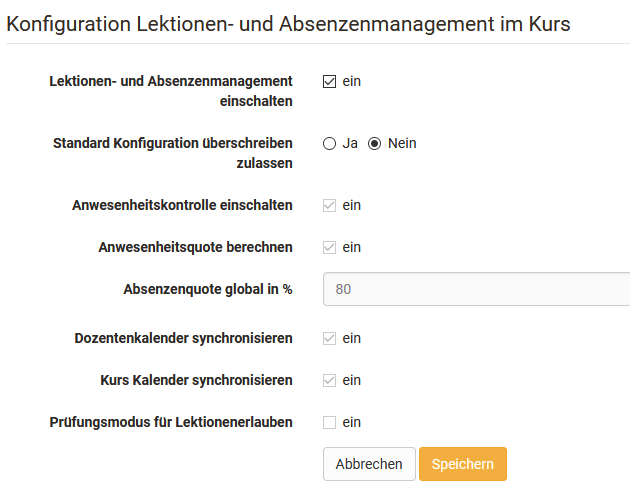 Konfiguration Lektionen- und Absenzenmanagement im Kurs
Lektionen- und Absenzenmanagement ein
einschalten
Standard Konfiguration überschreiben Ja Nein
zulassen
Anwesenheitskontrolle einschalten ein
Anwesenheitsquote berechnen ein
Absenzenquote global in % 80
Dozentenkalender synchronisieren ein
Kurs Kalender synchronisieren ein
Prüfungsmodus für Lektionenerlauben ein
Abbrechen Speichern